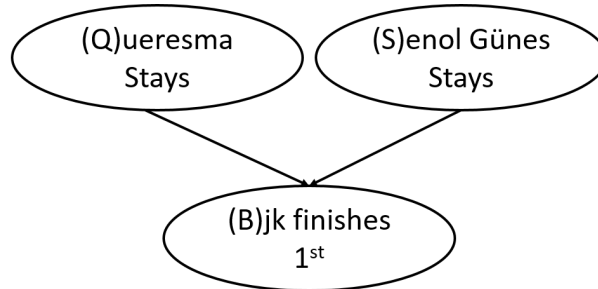 (Q)ueresma
Stays
(S)enol Günes
Stays
(B)jk finishes
1st